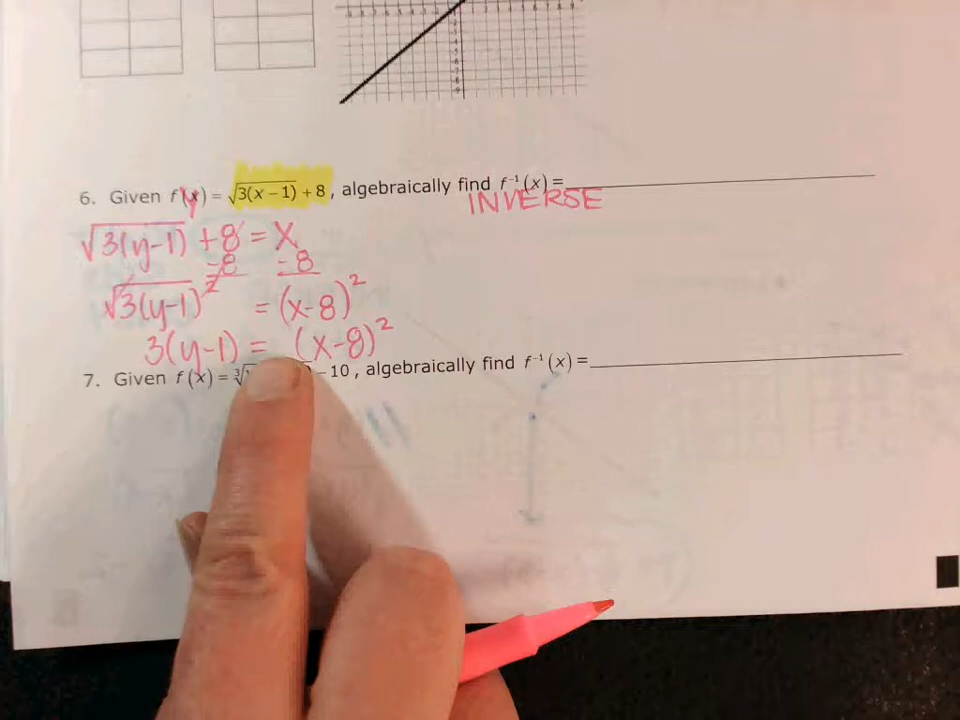 6. Given f(y) = √3(x − 1) + 8, algebraically find f⁻¹(x) =
INVERSE
√3(y-1) + 8 = X
-8 -8
√3(y-1)² = (x-8)²
3(y-1) = (x-8)²
7. Given f(x) = ∛ − 10, algebraically find f⁻¹(x) =